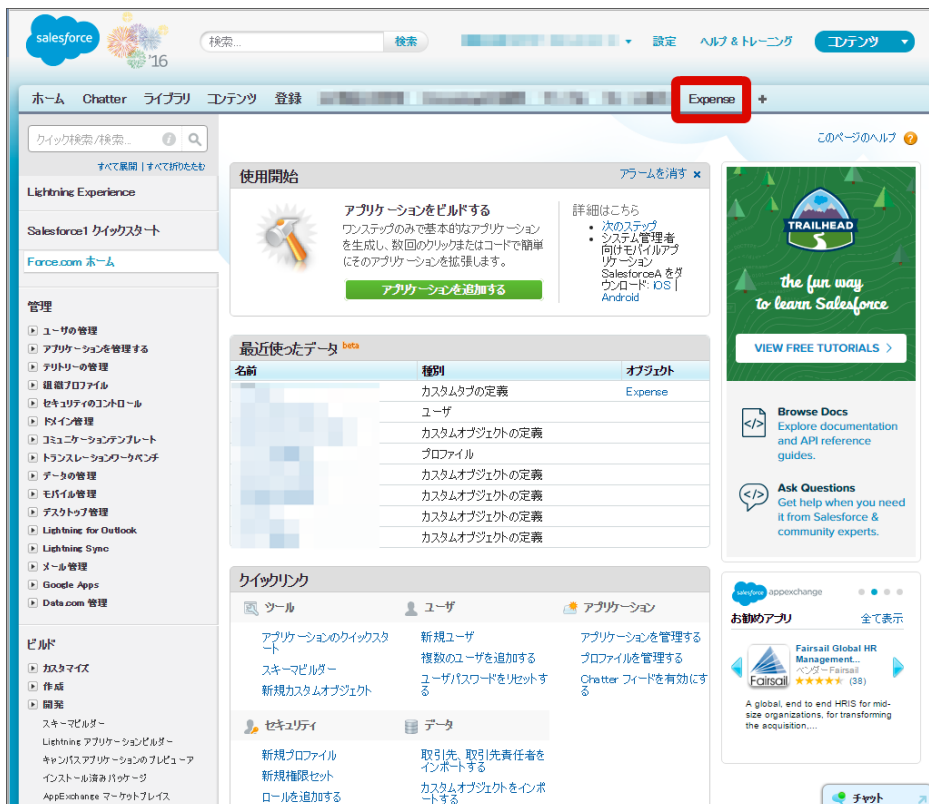 salesforce
'16
検索...
検索
設定
ヘルプ & トレーニング
コンテンツ
ホーム Chatter ライブラリ コンテンツ 登録
Expense +
クイック検索/検索...
すべて展開 | すべて折りたたむ
Lightning Experience
Salesforce1 クイックスタート
Force.com ホーム
管理
ユーザの管理
アプリケーションを管理する
テリトリーの管理
組織プロファイル
セキュリティのコントロール
ドメイン管理
コミュニケーションテンプレート
トランスレーションワークベンチ
データの管理
モバイル管理
デスクトップ管理
Lightning for Outlook
Lightning Sync
メール管理
Google Apps
Data.com 管理
ビルド
カスタマイズ
作成
開発
スキーマビルダー
Lightning アプリケーションビルダー
キャンバスアプリケーションのプレビューア
インストール済みパッケージ
AppExchange マーケットプレイス
このページのヘルプ
使用開始
アラームを消す ×
アプリケーションをビルドする
ワンステップのみで基本的なアプリケーション
を生成し、数回のクリックまたはコードで簡単
にそのアプリケーションを拡張します。
アプリケーションを追加する
詳細はこちら
• 次のステップ
• システム管理者
向けモバイルアプ
リケーション
SalesforceA をダ
ウンロード: iOS |
Android
最近使ったデータ beta
名前 種別 オブジェクト
カスタムタブの定義 Expense
ユーザ
カスタムオブジェクトの定義
プロファイル
カスタムオブジェクトの定義
カスタムオブジェクトの定義
カスタムオブジェクトの定義
カスタムオブジェクトの定義
クイックリンク
ツール
アプリケーションのクイックスタ
ート
スキーマビルダー
新規カスタムオブジェクト
ユーザ
新規ユーザ
複数のユーザを追加する
ユーザパスワードをリセットす
る
アプリケーション
アプリケーションを管理する
プロファイルを管理する
Chatter フィードを有効にす
る
セキュリティ
新規プロファイル
新規権限セット
ロールを追加する
データ
取引先、取引先責任者を
インポートする
カスタムオブジェクトをインポ
ートする
TRAILHEAD
the fun way
to learn Salesforce
VIEW FREE TUTORIALS >
Browse Docs
Explore documentation
and API reference
guides.
Ask Questions
Get help when you need
it from Salesforce &
community experts.
salesforce appexchange
お勧めアプリ 全て表示
Fairsail
Fairsail Global HR
Management...
ベンダーFairsail
(38)
A global, end to end HRIS for mid-
size organizations, for transforming
the acquisition,...
チャット